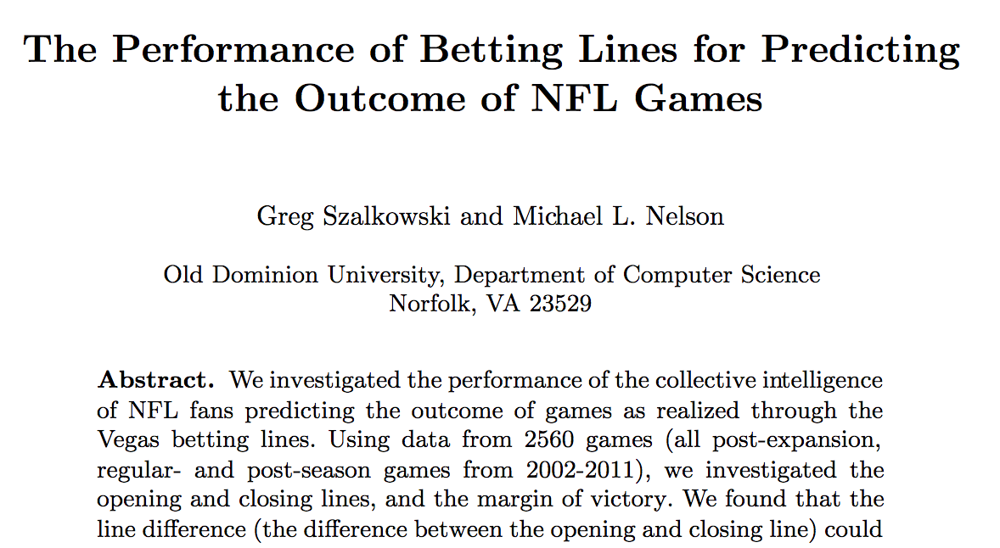 The Performance of Betting Lines for Predicting
the Outcome of NFL Games
Greg Szalkowski and Michael L. Nelson
Old Dominion University, Department of Computer Science
Norfolk, VA 23529
Abstract. We investigated the performance of the collective intelligence
of NFL fans predicting the outcome of games as realized through the
Vegas betting lines. Using data from 2560 games (all post-expansion,
regular- and post-season games from 2002-2011), we investigated the
opening and closing lines, and the margin of victory. We found that the
line difference (the difference between the opening and closing line) could